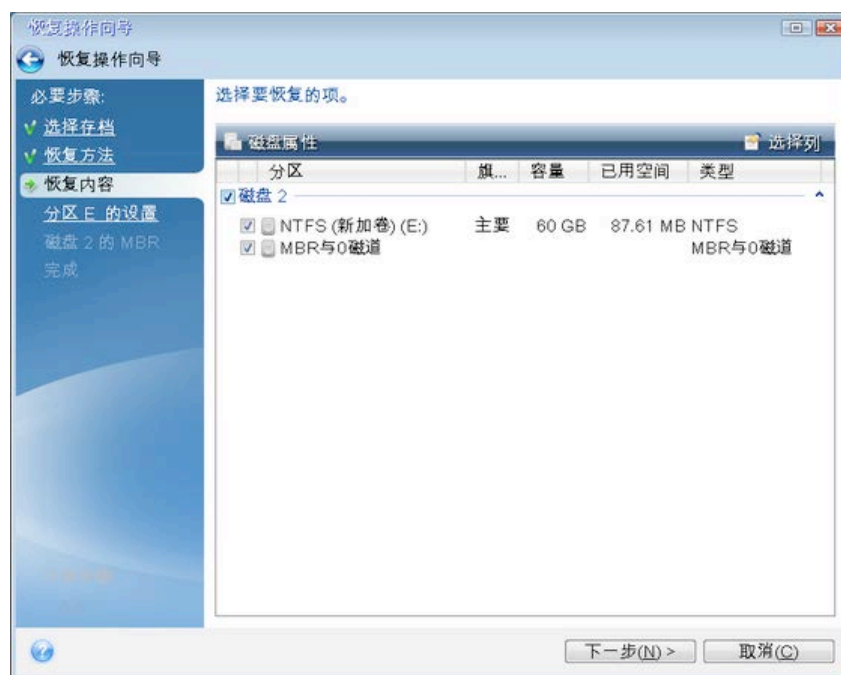 恢复操作向导
恢复操作向导
必要步骤:
选择存档
恢复方法
恢复内容
分区 E 的设置
磁盘 2 的 MBR
完成
选择要恢复的项。
磁盘属性 选择列
分区 旗... 容量 已用空间 类型
磁盘 2
NTFS (新加卷) (E:) 主要 60 GB 87.61 MB NTFS
MBR与0磁道 MBR与0磁道
下一步(N) > 取消(C)